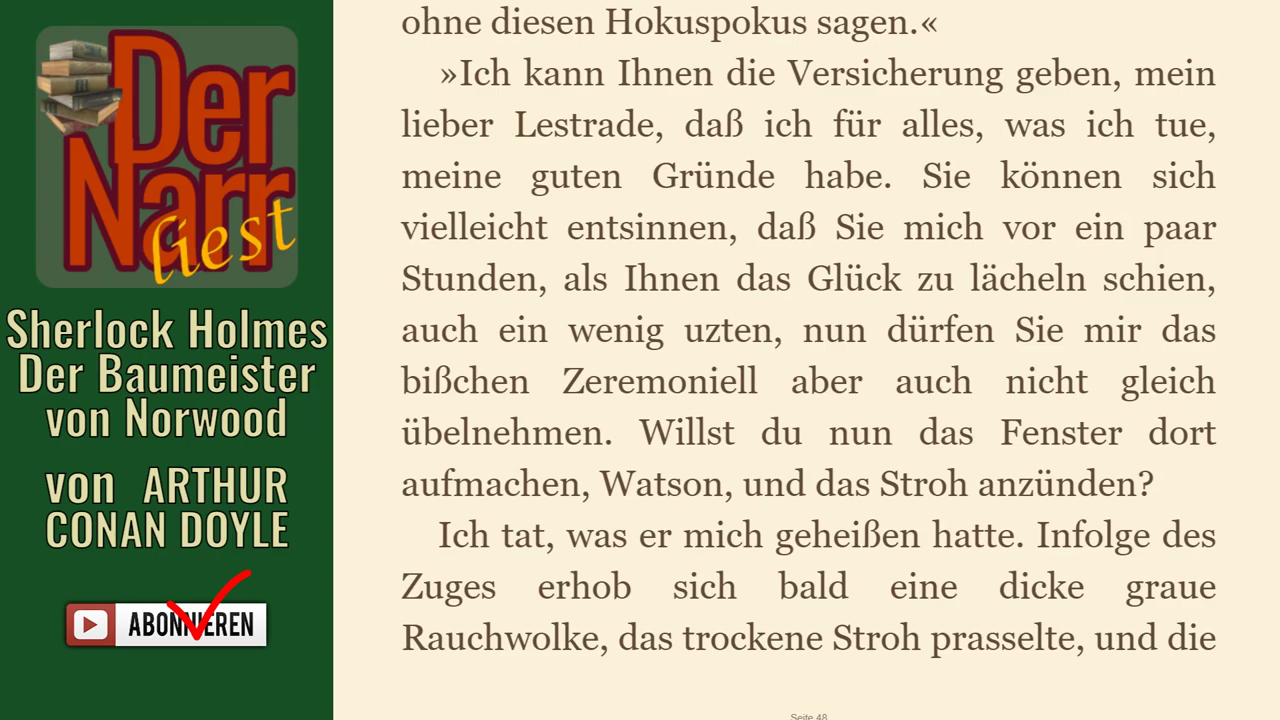 Der
Narr
liest
Sherlock Holmes
Der Baumeister
von Norwood
von ARTHUR
CONAN DOYLE
ABONNIEREN
ohne diesen Hokuspokus sagen.«
»Ich kann Ihnen die Versicherung geben, mein
lieber Lestrade, daß ich für alles, was ich tue,
meine guten Gründe habe. Sie können sich
vielleicht entsinnen, daß Sie mich vor ein paar
Stunden, als Ihnen das Glück zu lächeln schien,
auch ein wenig uzten, nun dürfen Sie mir das
bißchen Zeremoniell aber auch nicht gleich
übelnehmen. Willst du nun das Fenster dort
aufmachen, Watson, und das Stroh anzünden?
Ich tat, was er mich geheißen hatte. Infolge des
Zuges erhob sich bald eine dicke graue
Rauchwolke, das trockene Stroh prasselte, und die
Seite 48